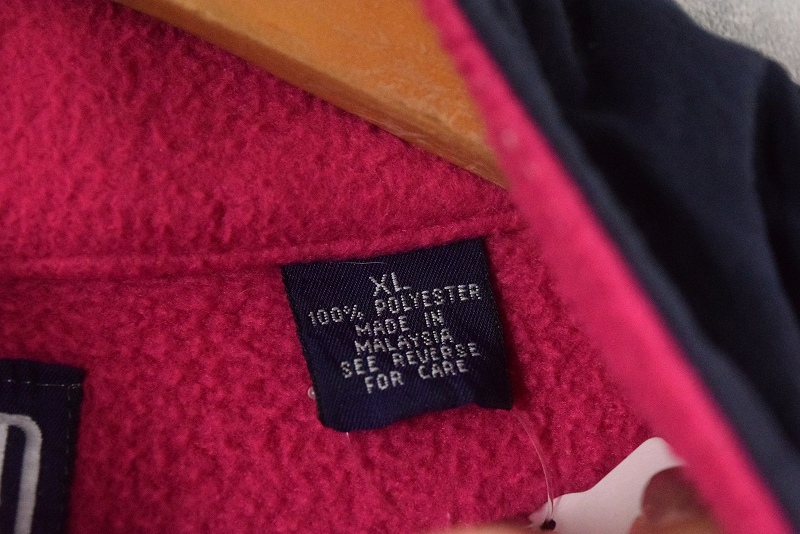 XL
100% POLYESTER
MADE IN
MALAYSIA
SEE REVERSE
FOR CARE